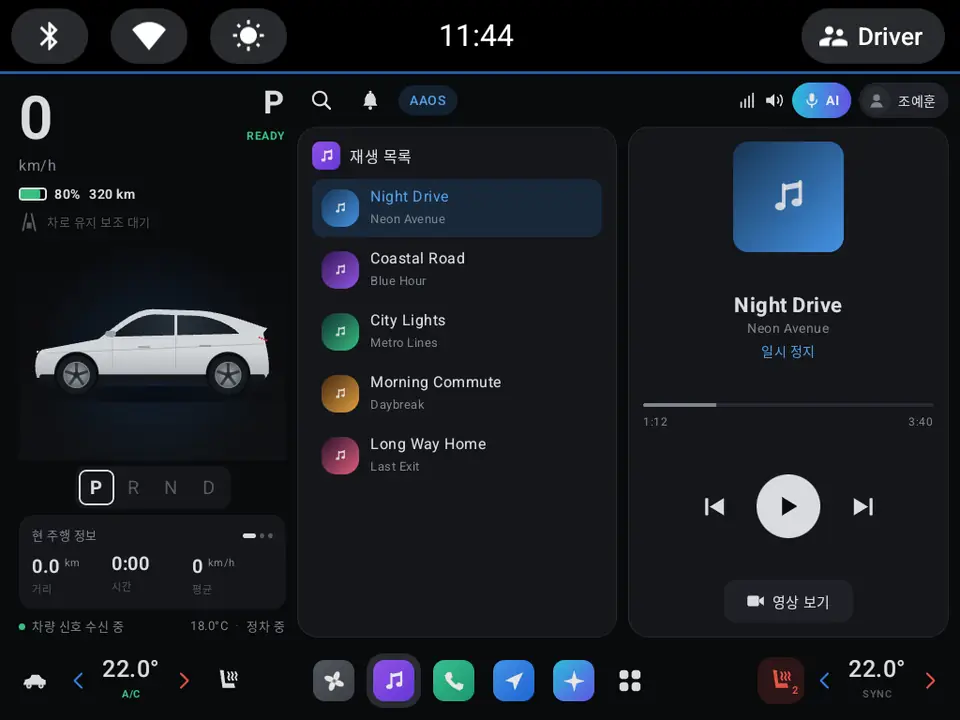 11:44
Driver
0
P
READY
km/h
80% 320 km
차로 유지 보조 대기
AAOS
AI
조예훈
재생 목록
Night Drive
Neon Avenue
Coastal Road
Blue Hour
City Lights
Metro Lines
Morning Commute
Daybreak
Long Way Home
Last Exit
Night Drive
Neon Avenue
일시 정지
1:12
3:40
영상 보기
P R N D
현 주행 정보
0.0 km
0:00
0 km/h
거리
시간
평균
차량 신호 수신 중
18.0°C · 정차 중
22.0°
A/C
2
22.0°
SYNC